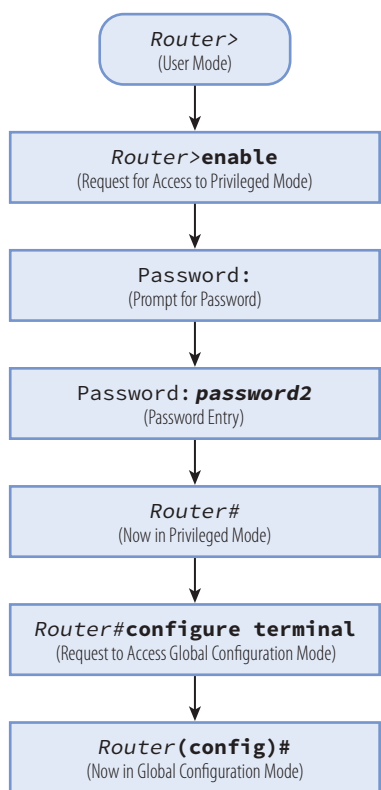 Router>
(User Mode)
Router>enable
(Request for Access to Privileged Mode)
Password:
(Prompt for Password)
Password: password2
(Password Entry)
Router#
(Now in Privileged Mode)
Router#configure terminal
(Request to Access Global Configuration Mode)
Router(config)#
(Now in Global Configuration Mode)